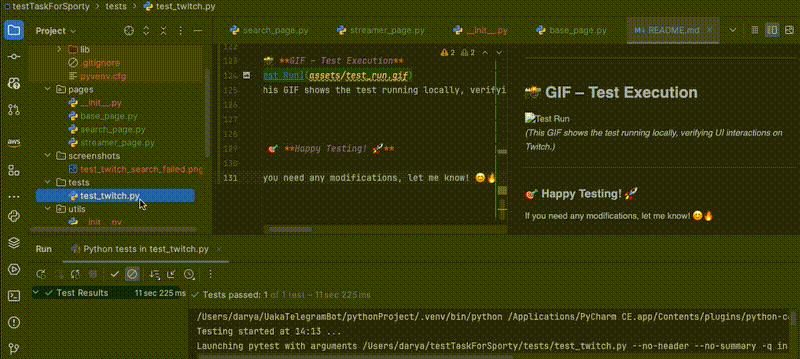 testTaskForSporty › tests › test_twitch.py
Project
search_page.py
streamer_page.py
__init__.py
base_page.py
README.md
lib
.gitignore
pyvenv.cfg
pages
__init__.py
base_page.py
search_page.py
streamer_page.py
screenshots
test_twitch_search_failed.png
tests
test_twitch.py
utils
__init__.py
2 2
123 **GIF - Test Execution**
124 est Run](assets/test_run.gif)
125 his GIF shows the test running locally, verifyi
126
127
128
129 🎯 **Happy Testing! 🚀**
130
131 you need any modifications, let me know! 😊🔥
GIF – Test Execution
Test Run
(This GIF shows the test running locally, verifying UI interactions on
Twitch.)
🎯 Happy Testing! 🚀
If you need any modifications, let me know! 😊🔥
aws
Run
Python tests in test_twitch.py
Test Results 11 sec 225 ms
Tests passed: 1 of 1 test – 11 sec 225 ms
/Users/darya/UakaTelegramBot/pythonProject/.venv/bin/python /Applications/PyCharm CE.app/Contents/plugins/python-c
Testing started at 14:13 ...
Launching pytest with arguments /Users/darya/testTaskForSporty/tests/test_twitch.py --no-header --no-summary -q in